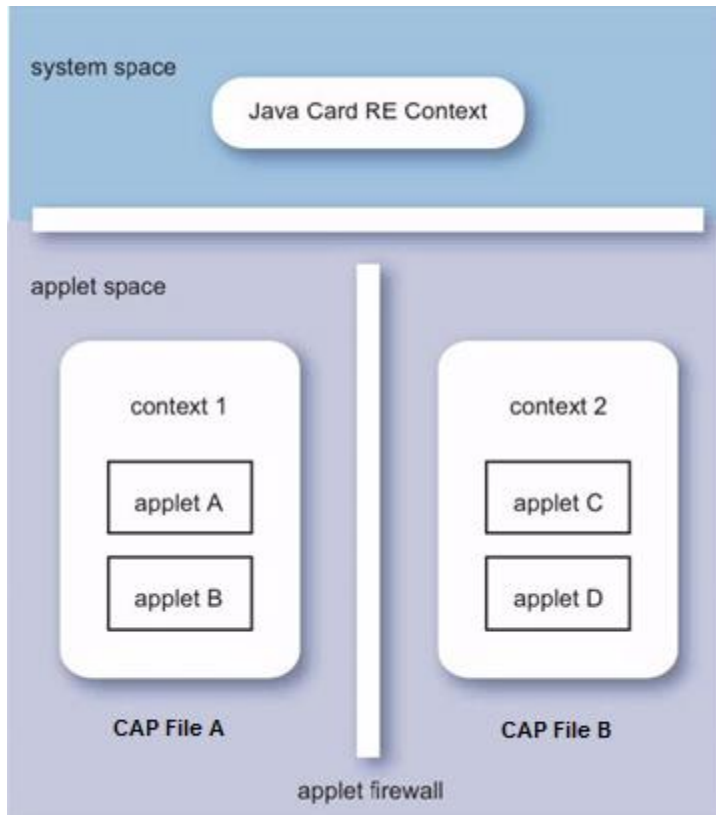 system space
Java Card RE Context
applet space
context 1
applet A
applet B
CAP File A
context 2
applet C
applet D
CAP File B
applet firewall